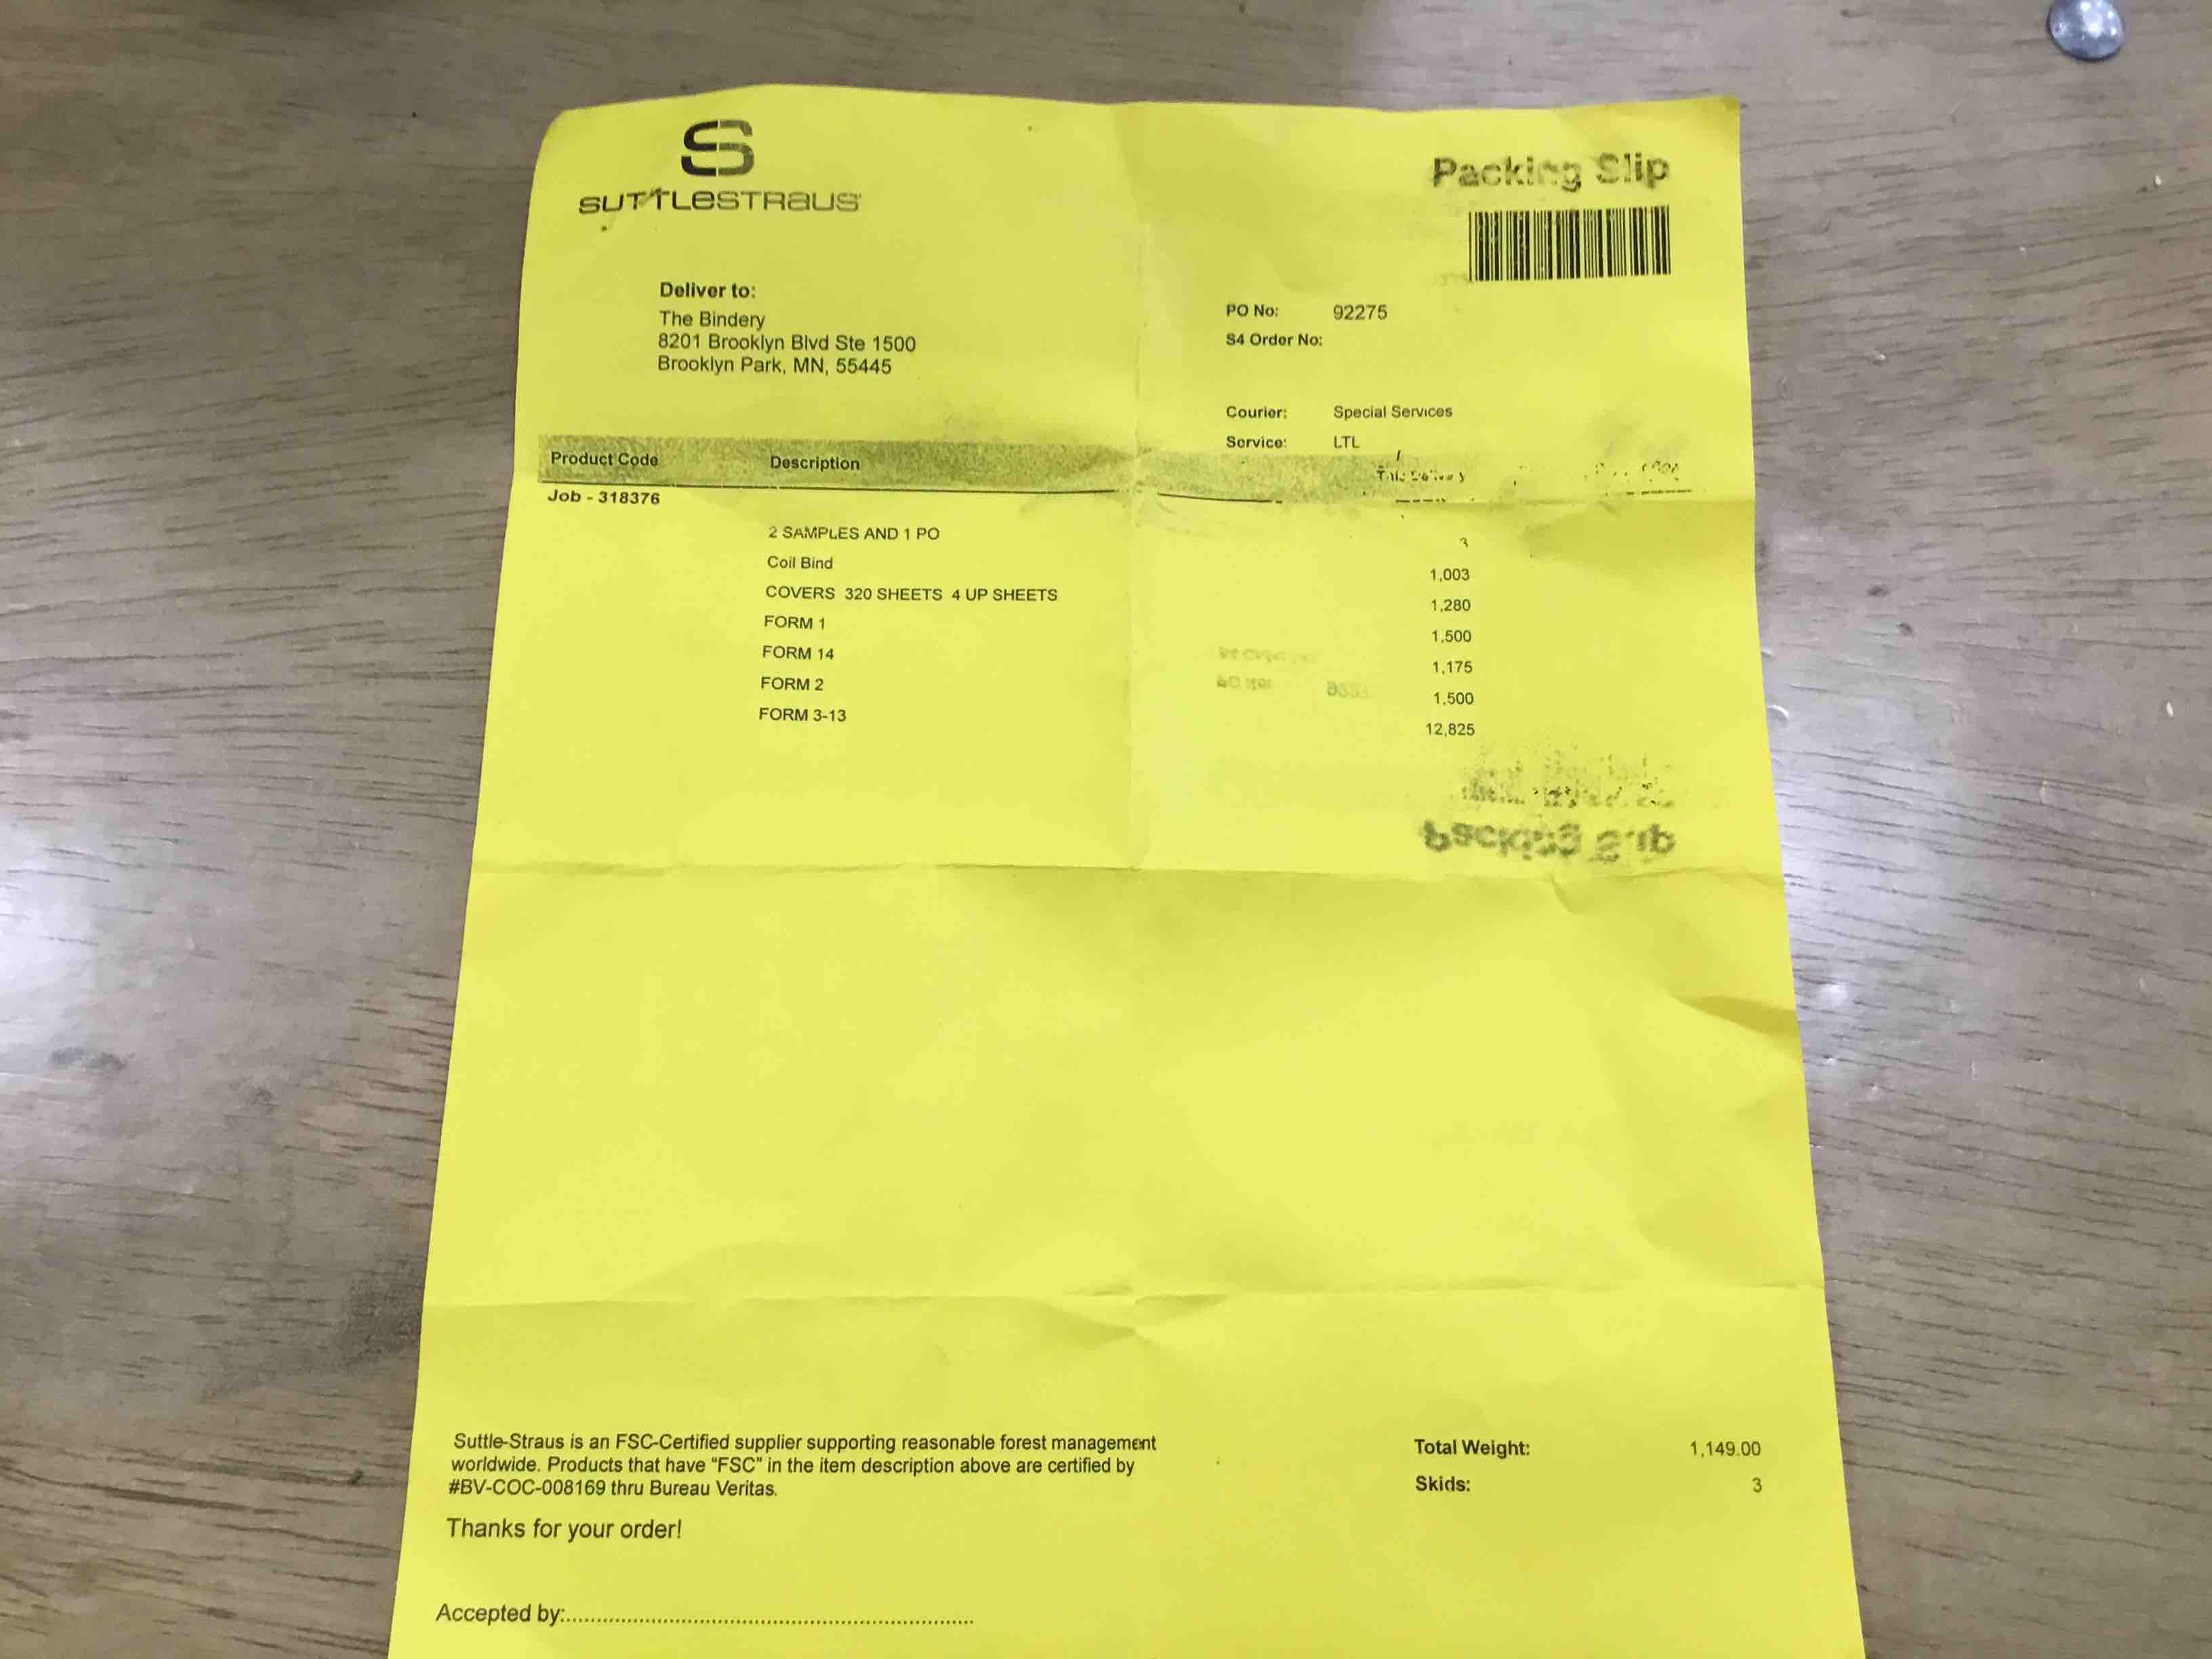 S
SUTTLESTRAUS
Packing Slip
Deliver to:
The Bindery
8201 Brooklyn Blvd Ste 1500
Brooklyn Park, MN, 55445
PO No: 92275
S4 Order No:
Courier: Special Services
Service: LTL
Product Code Description This Delivery
Job - 318376
2 SAMPLES AND 1 PO 3
Coil Bind 1,003
COVERS 320 SHEETS 4 UP SHEETS 1,280
FORM 1 1,500
FORM 14 1,175
FORM 2 1,500
FORM 3-13 12,825
Packing Slip
Suttle-Straus is an FSC-Certified supplier supporting reasonable forest management
worldwide. Products that have "FSC" in the item description above are certified by
#BV-COC-008169 thru Bureau Veritas.
Thanks for your order!
Total Weight: 1,149.00
Skids: 3
Accepted by: